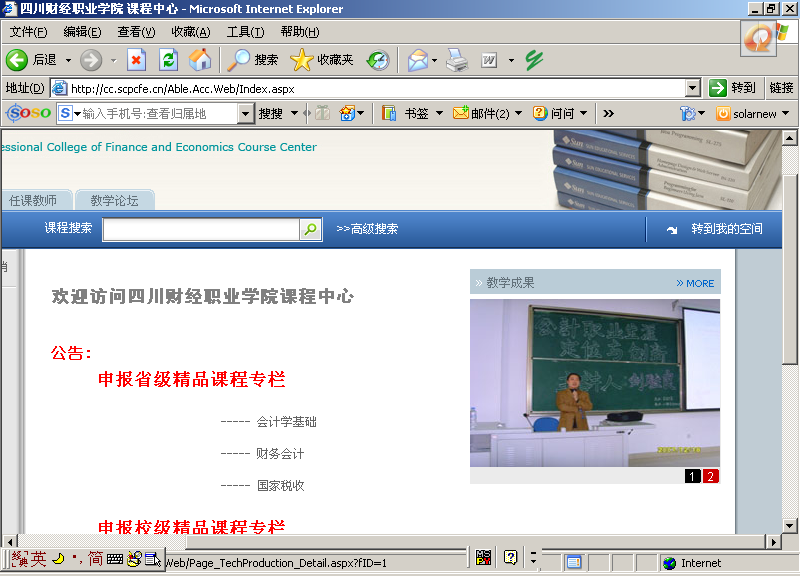 四川财经职业学院 课程中心 - Microsoft Internet Explorer
文件(F) 编辑(E) 查看(V) 收藏(A) 工具(T) 帮助(H)
后退 搜索 收藏夹
地址(D) http://cc.scpcfe.cn/Able.Acc.Web/Index.aspx 转到 链接
SOSO 输入手机号:查看归属地 搜搜 书签 邮件(2) 问问 » solarnew
essional College of Finance and Economics Course Center
任课教师 教学论坛
课程搜索 >>高级搜索 转到我的空间
消
欢迎访问四川财经职业学院课程中心
» 教学成果 » MORE
公告：
申报省级精品课程专栏
----- 会计学基础
----- 财务会计
----- 国家税收
申报校级精品课程专栏
会计职业生涯
定位与创新
主讲人:
1 2
英 简 Web/Page_TechProduction_Detail.aspx?fID=1 Internet